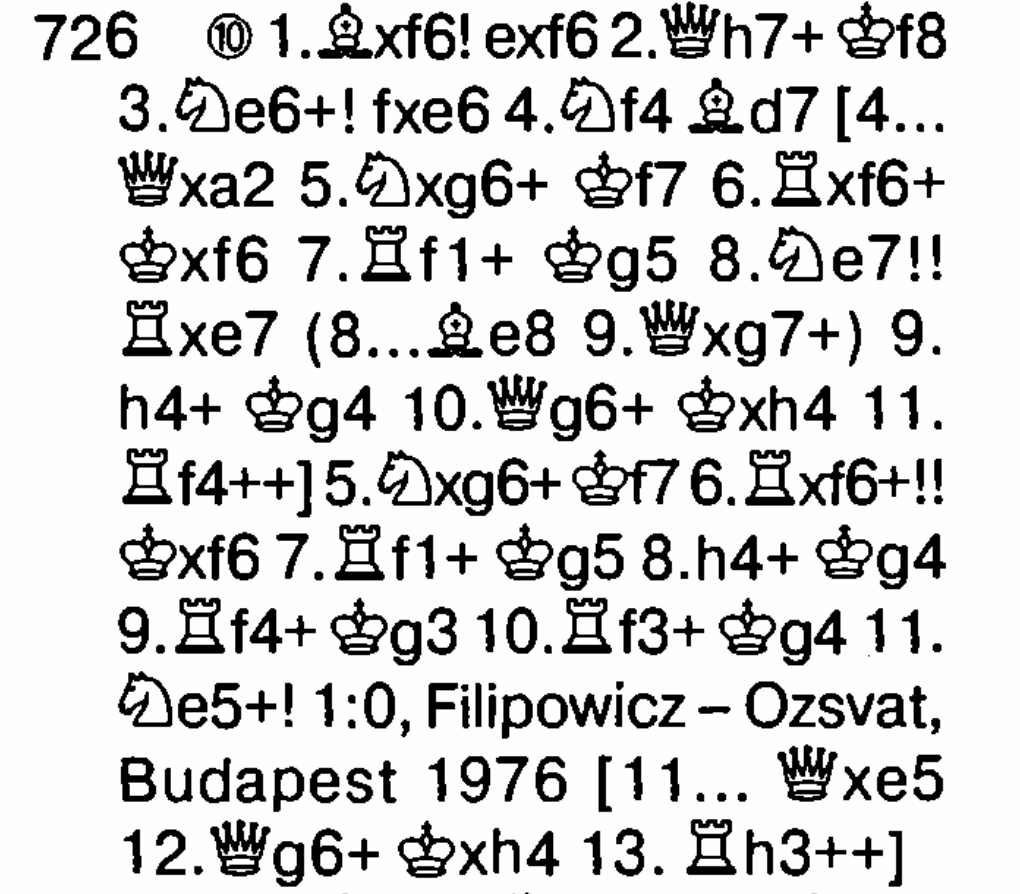 726 ⑩ 1.♗xf6! exf6 2.♕h7+ ♔f8
3.♘e6+! fxe6 4.♘f4 ♗d7 [4...
♕xa2 5.♘xg6+ ♔f7 6.♖xf6+
♔xf6 7.♖f1+ ♔g5 8.♘e7!!
♖xe7 (8...♗e8 9.♕xg7+) 9.
h4+ ♔g4 10.♕g6+ ♔xh4 11.
♖f4++] 5.♘xg6+ ♔f7 6.♖xf6+!!
♔xf6 7.♖f1+ ♔g5 8.h4+ ♔g4
9.♖f4+ ♔g3 10.♖f3+ ♔g4 11.
♘e5+! 1:0, Filipowicz – Ozsvat,
Budapest 1976 [11... ♕xe5
12.♕g6+ ♔xh4 13. ♖h3++]